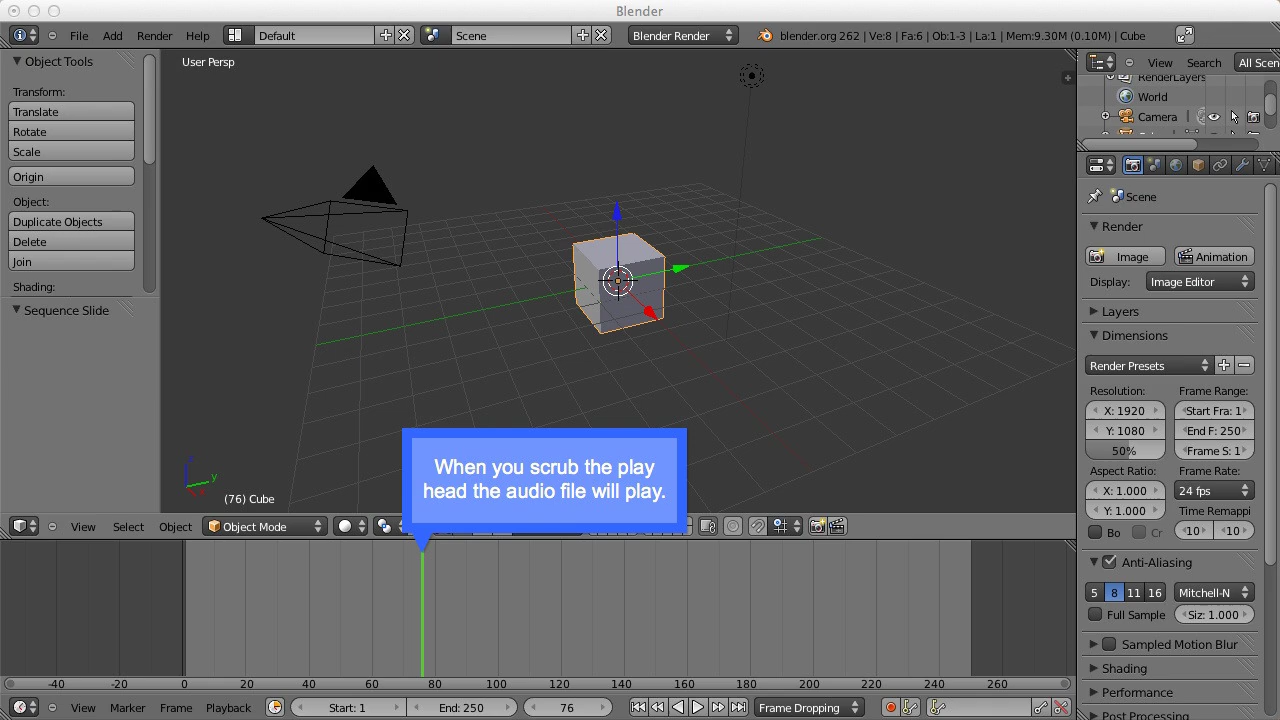 Blender
File Add Render Help Default Scene Blender Render blender.org 262 | Ve:8 | Fa:6 | Ob:1-3 | La:1 | Mem:9.30M (0.10M) | Cube
Object Tools
Transform:
Translate
Rotate
Scale
Origin
Object:
Duplicate Objects
Delete
Join
Shading:
Sequence Slide
User Persp
(76) Cube
When you scrub the play
head the audio file will play.
View Select Object Object Mode
View Search All Scen
RenderLayers
World
Camera
Scene
Render
Image Animation
Display: Image Editor
Layers
Dimensions
Render Presets
Resolution: Frame Range:
X: 1920 Start Fra: 1
Y: 1080 End F: 250
50% Frame S: 1
Aspect Ratio: Frame Rate:
X: 1.000 24 fps
Y: 1.000 Time Remappi
Bo Cr 10 10
Anti-Aliasing
5 8 11 16 Mitchell-N
Full Sample Siz: 1.000
Sampled Motion Blur
Shading
Performance
Post Processing
-40 -20 0 20 40 60 80 100 120 140 160 180 200 220 240 260
View Marker Frame Playback Start: 1 End: 250 76 Frame Dropping